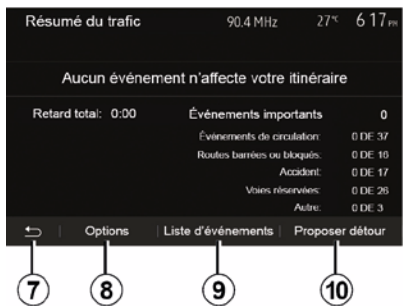 Résumé du trafic 90.4 MHz 27°C 6 17 PM
Aucun événement n'affecte votre itinéraire
Retard total: 0:00 Événements importants 0
Événements de circulation: 0 DE 37
Routes barrées ou bloqués: 0 DE 16
Accident: 0 DE 17
Voies réservées: 0 DE 26
Autre: 0 DE 3
Options Liste d'événements Proposer détour
7 8 9 10